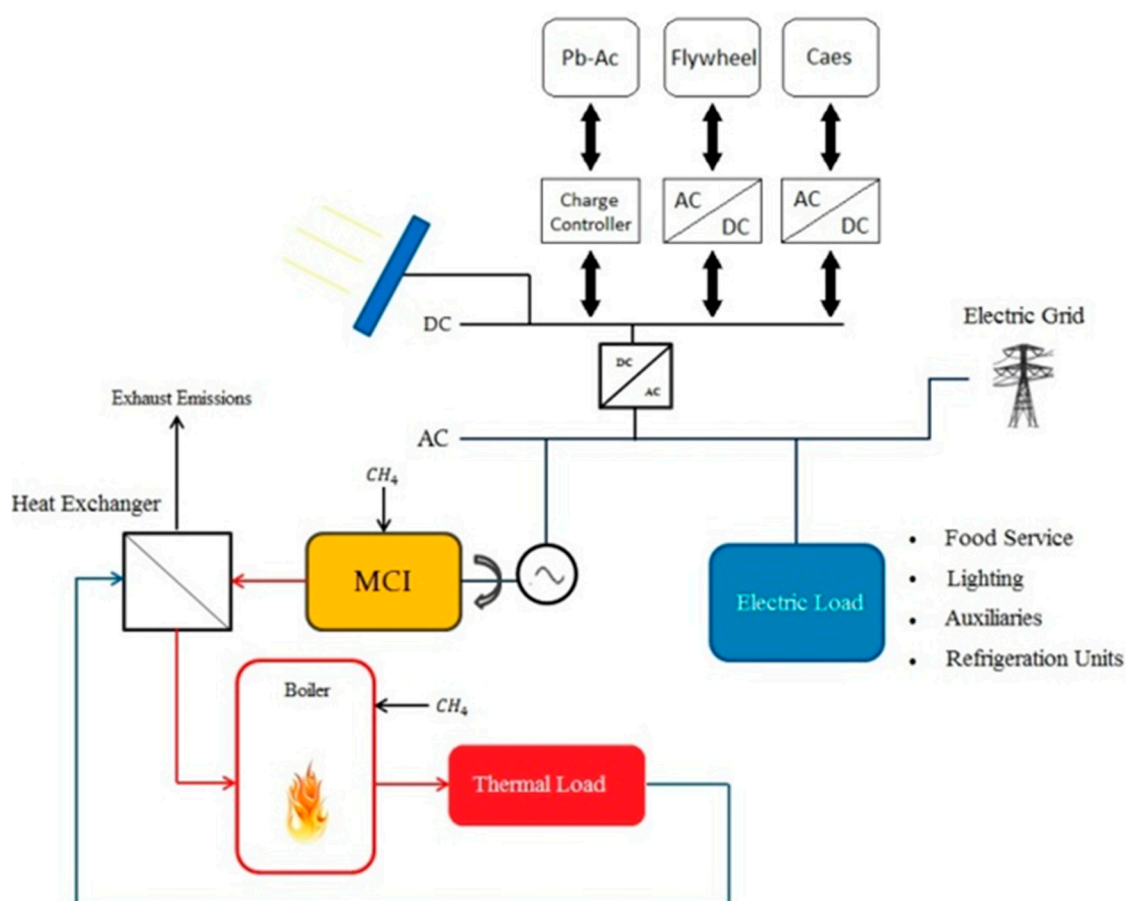 Pb-Ac
Flywheel
Caes
Charge
Controller
AC
DC
AC
DC
DC
Electric Grid
DC
AC
Exhaust Emissions
AC
CH₄
Heat Exchanger
MCI
Electric Load
• Food Service
• Lighting
• Auxiliaries
• Refrigeration Units
Boiler
CH₄
Thermal Load